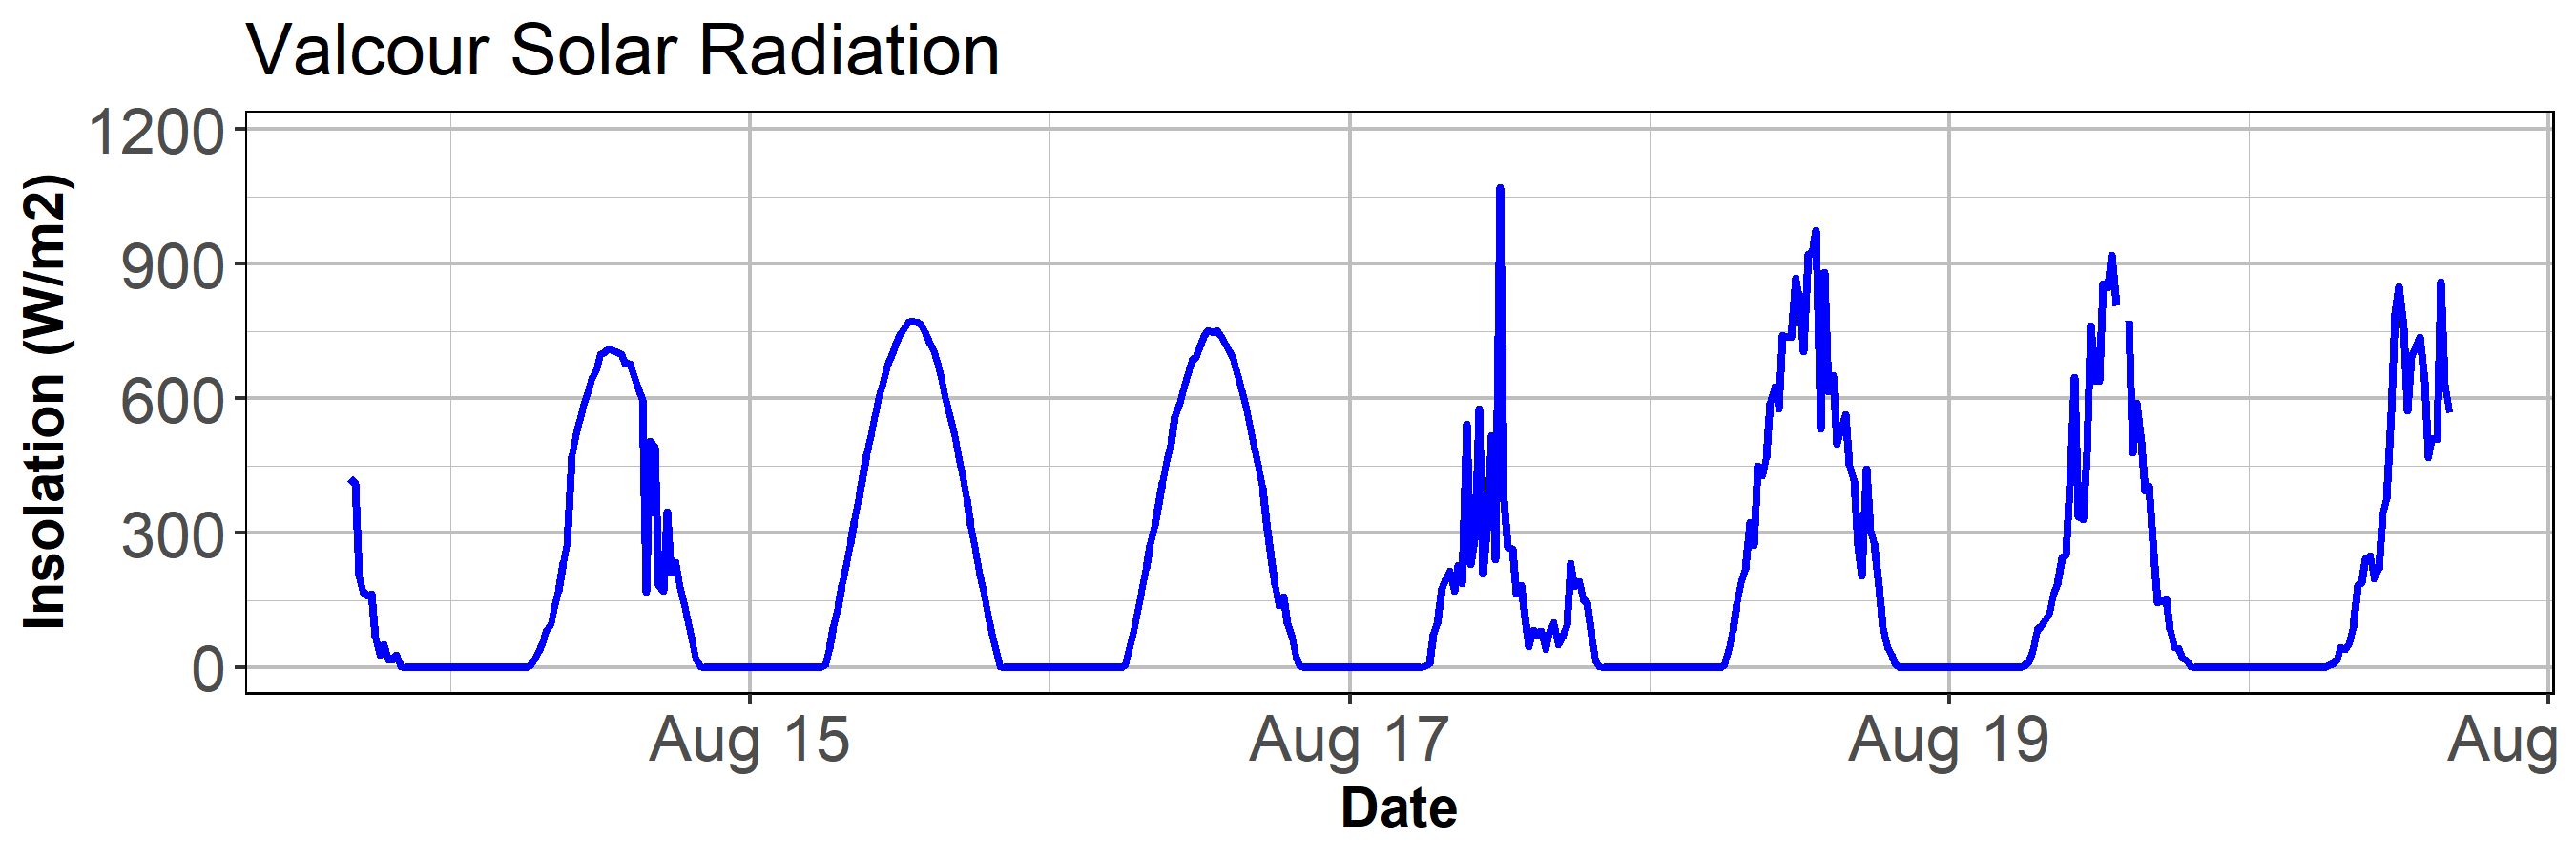 Valcour Solar Radiation
1200
900
600
300
0
Insolation (W/m2)
Aug 15 Aug 17 Aug 19 Aug
Date